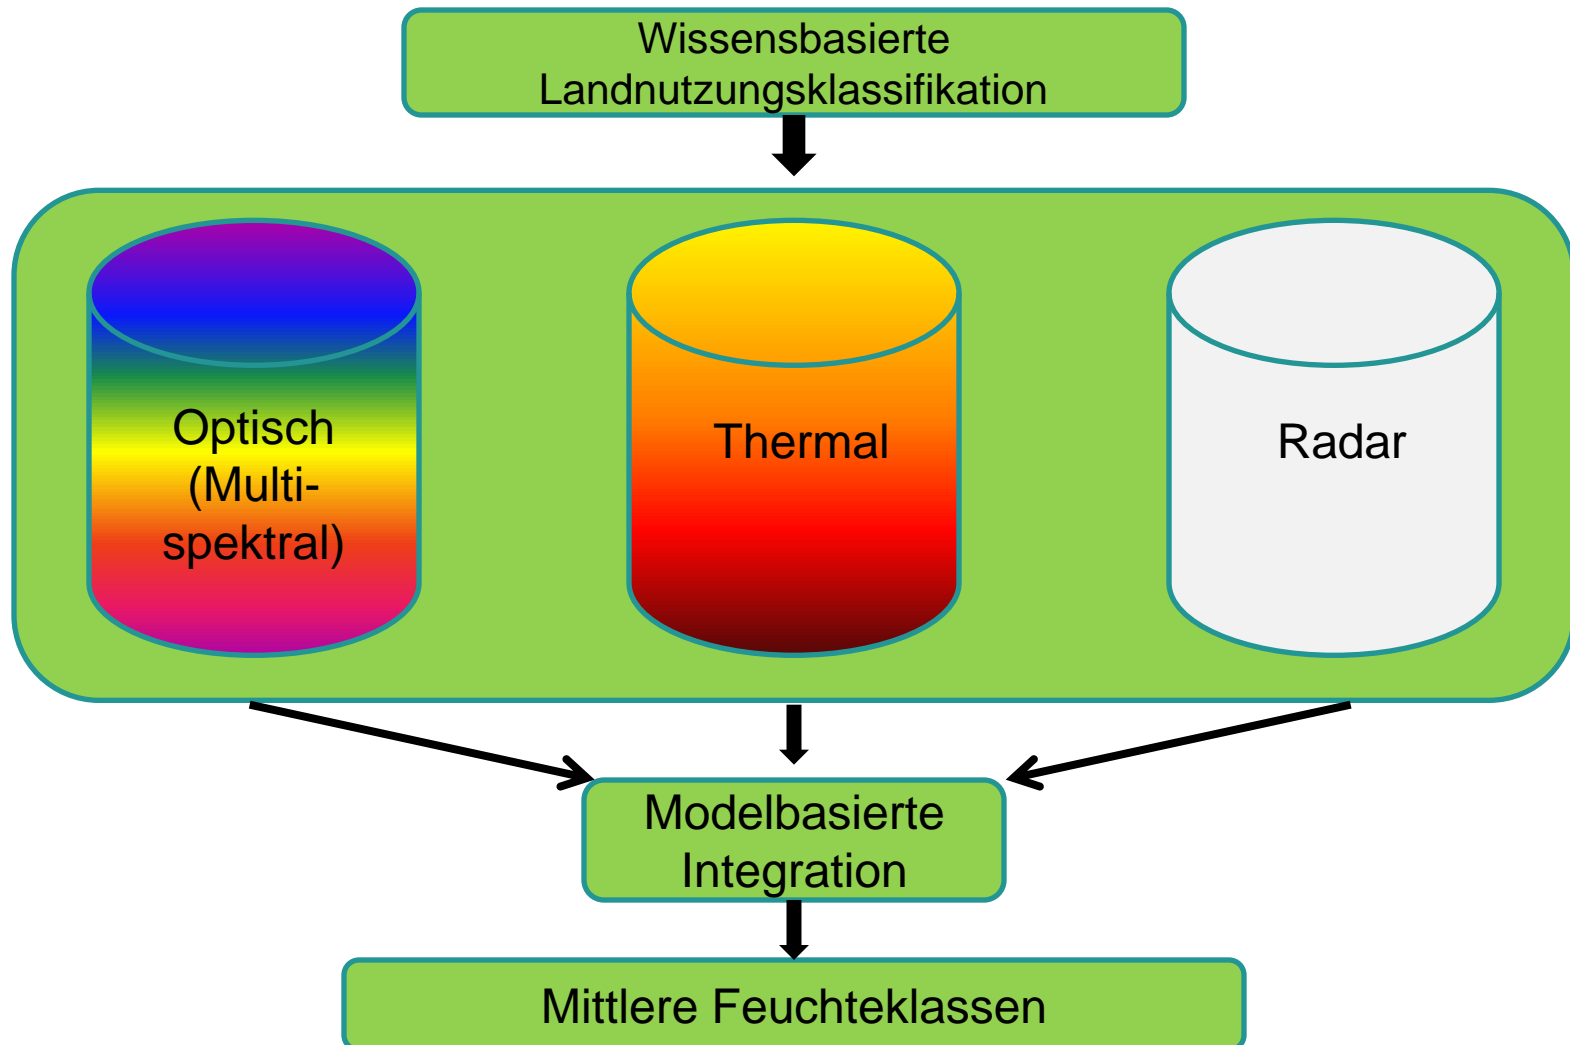 Wissensbasierte
Landnutzungsklassifikation
Optisch
(Multi-
spektral)
Thermal
Radar
Modelbasierte
Integration
Mittlere Feuchteklassen